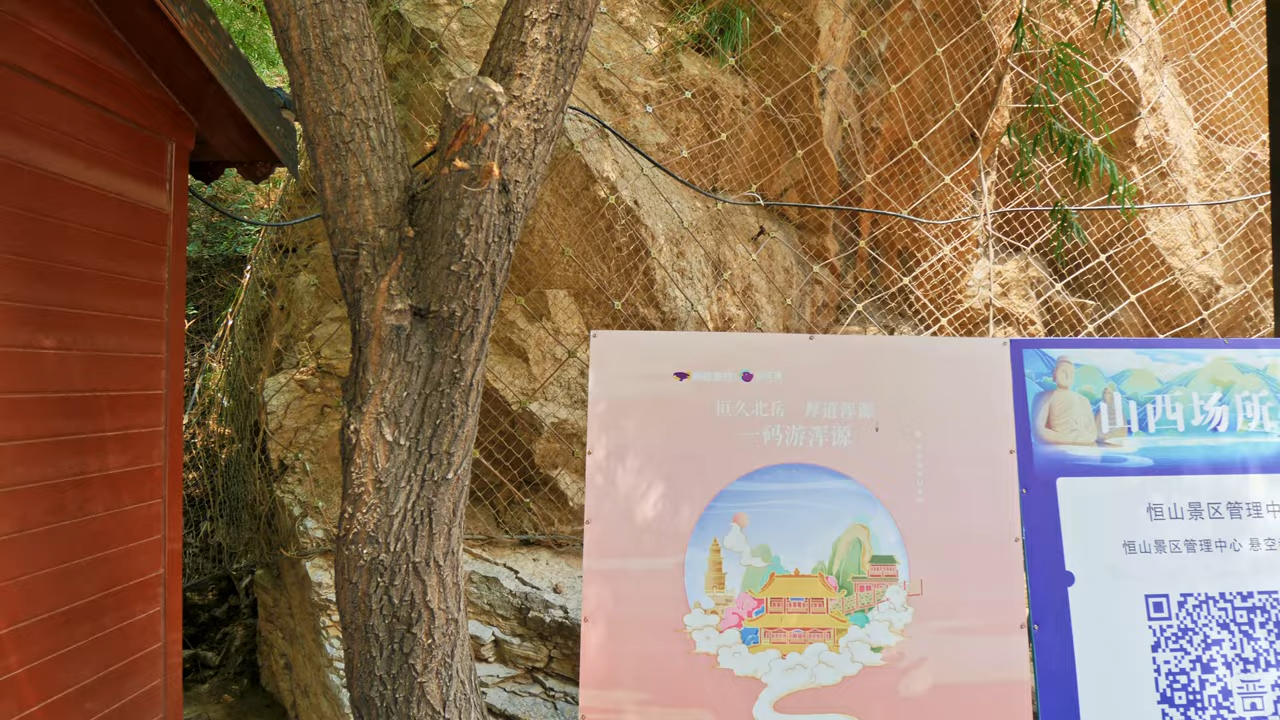 恒久北岳 厚道浑源
一码游浑源
山西场所
恒山景区管理中
恒山景区管理中心 悬空
晋